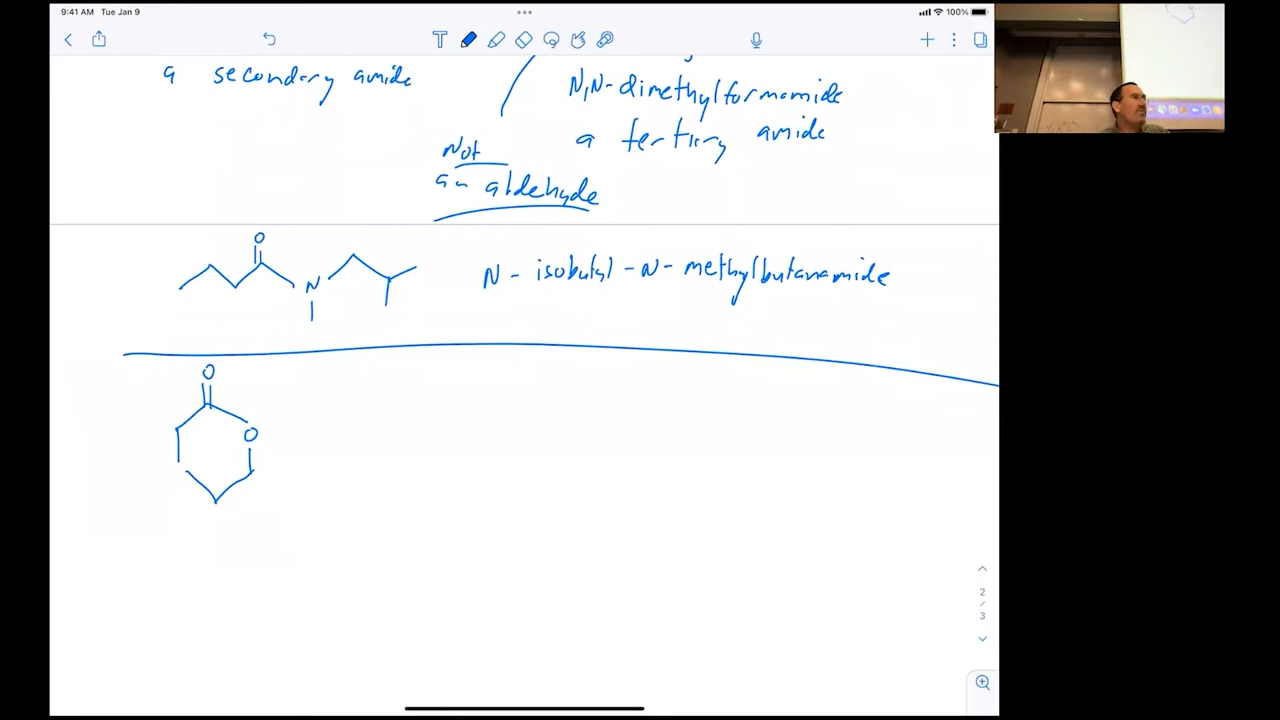 9:41 AM Tue Jan 9
100%
a secondary amide
N,N-dimethylformamide
a tertiary amide
Not
an aldehyde
O
N
N-isobutyl-N-methylbutanamide
O
O
2
/
3